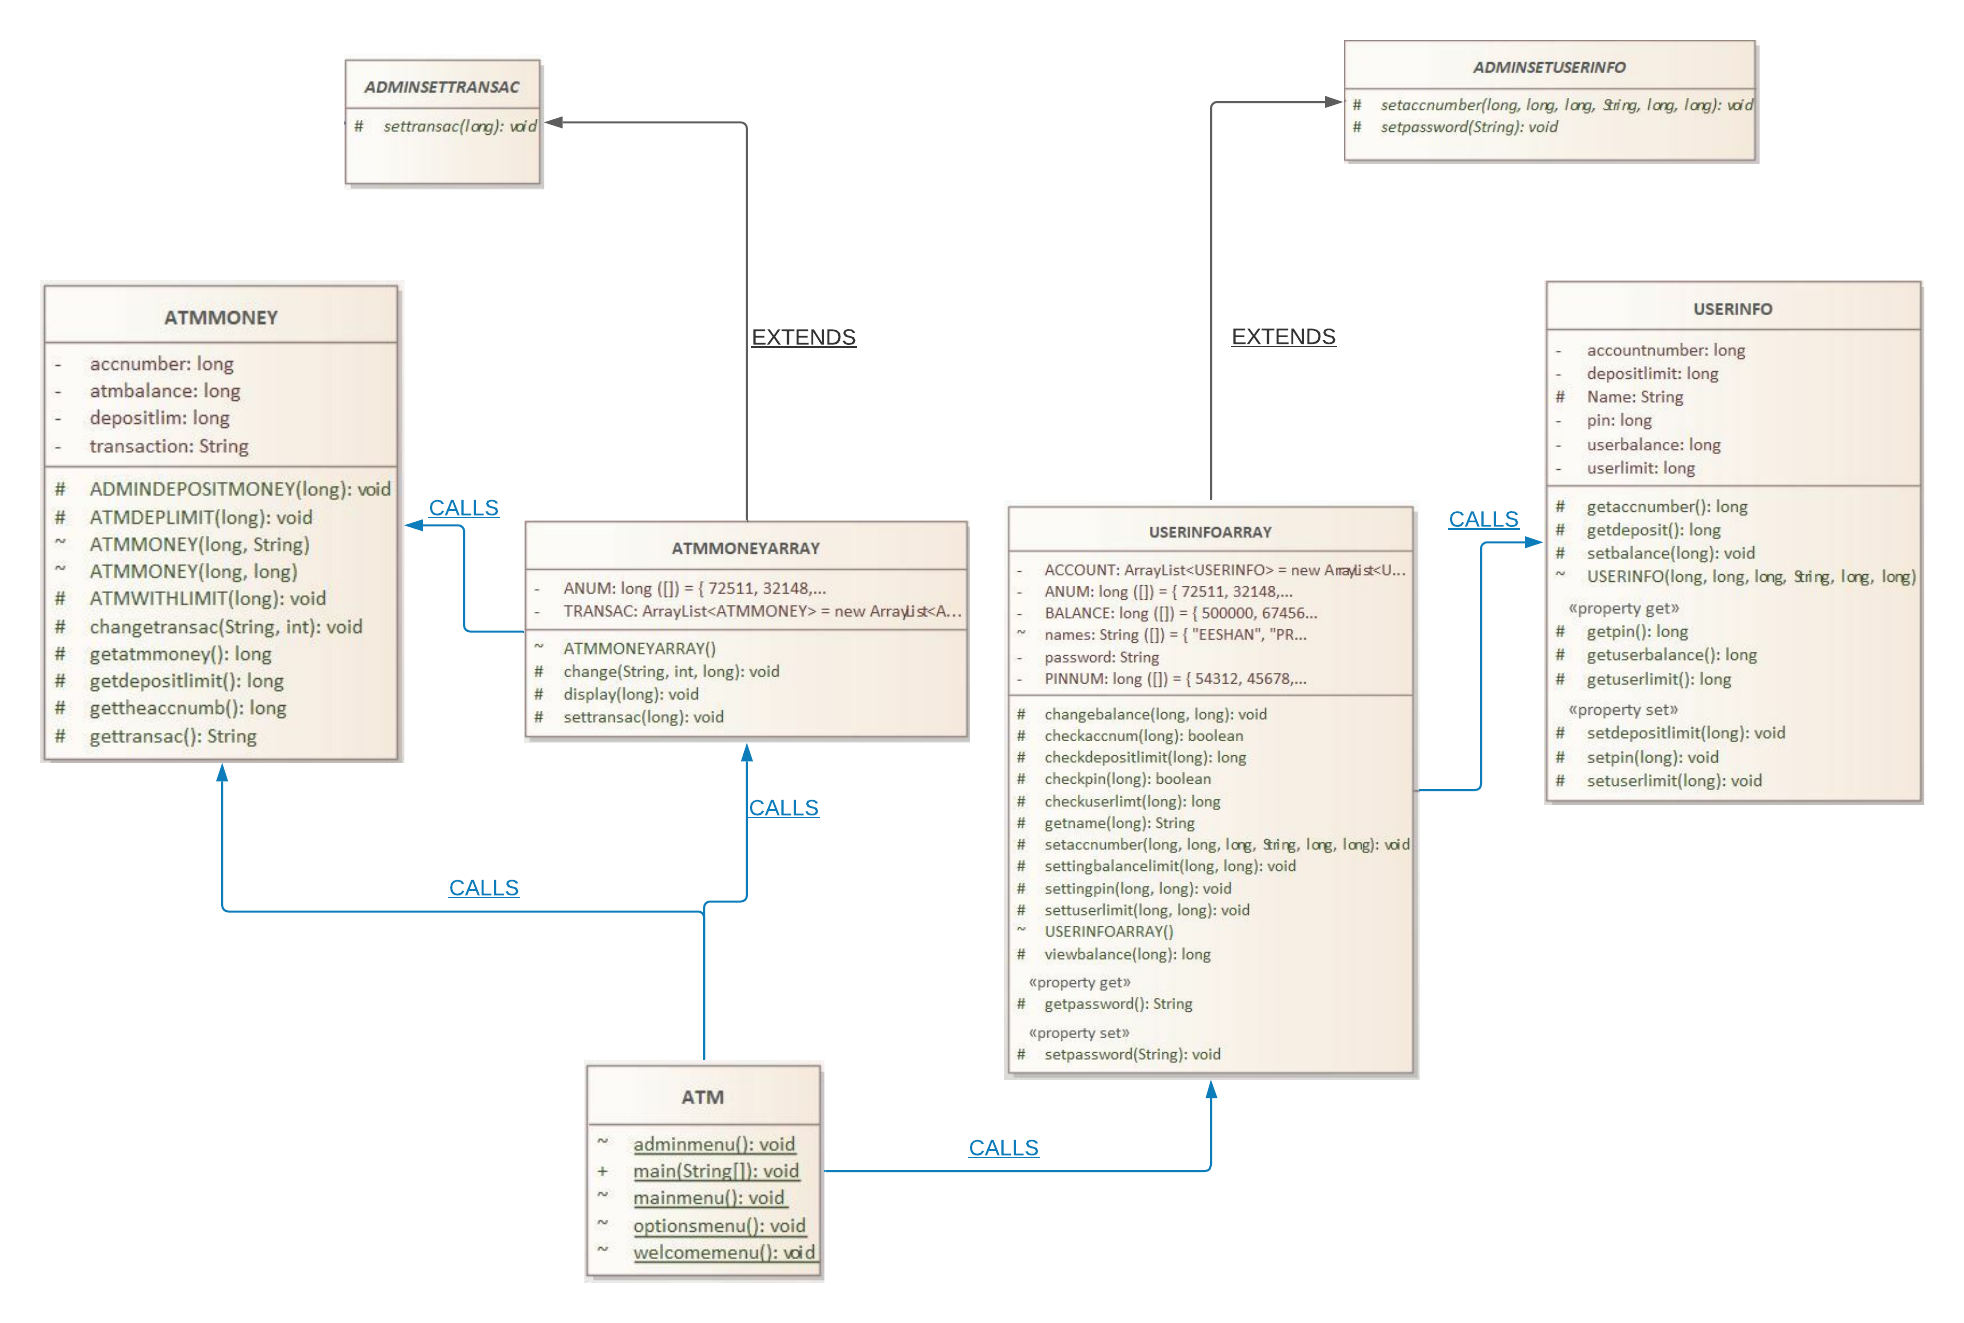 ADMINSETTRANSAC
# settransac(long): void
ADMINSETUSERINFO
# setaccnumber(long, long, long, String, long, long): void
# setpassword(String): void
EXTENDS
EXTENDS
ATMMONEY
- accnumber: long
- atmbalance: long
- depositlim: long
- transaction: String
# ADMINDEPOSITMONEY(long): void
# ATMDEPLIMIT(long): void
~ ATMMONEY(long, String)
~ ATMMONEY(long, long)
# ATMWITHLIMIT(long): void
# changetransac(String, int): void
# getatmmoney(): long
# getdepositlimit(): long
# gettheaccnumb(): long
# gettransac(): String
CALLS
ATMMONEYARRAY
- ANUM: long ([]) = { 72511, 32148,...
- TRANSAC: ArrayList<ATMMONEY> = new ArrayList<A...
~ ATMMONEYARRAY()
# change(String, int, long): void
# display(long): void
# settransac(long): void
USERINFOARRAY
- ACCOUNT: ArrayList<USERINFO> = new ArrayList<U...
- ANUM: long ([]) = { 72511, 32148,...
- BALANCE: long ([]) = { 500000, 67456...
~ names: String ([]) = { "EESHAN", "PR...
- password: String
- PINNUM: long ([]) = { 54312, 45678,...
# changebalance(long, long): void
# checkaccnum(long): boolean
# checkdepositlimit(long): long
# checkpin(long): boolean
# checkuserlimt(long): long
# getname(long): String
# setaccnumber(long, long, long, String, long, long): void
# settingbalancelimit(long, long): void
# settingpin(long, long): void
# settuserlimit(long, long): void
~ USERINFOARRAY()
# viewbalance(long): long
«property get»
# getpassword(): String
«property set»
# setpassword(String): void
CALLS
USERINFO
- accountnumber: long
- depositlimit: long
# Name: String
- pin: long
- userbalance: long
- userlimit: long
# getaccnumber(): long
# getdeposit(): long
# setbalance(long): void
~ USERINFO(long, long, long, String, long, long)
«property get»
# getpin(): long
# getuserbalance(): long
# getuserlimit(): long
«property set»
# setdepositlimit(long): void
# setpin(long): void
# setuserlimit(long): void
CALLS
CALLS
ATM
~ adminmenu(): void
+ main(String[]): void
~ mainmenu(): void
~ optionsmenu(): void
~ welcomemenu(): void
CALLS